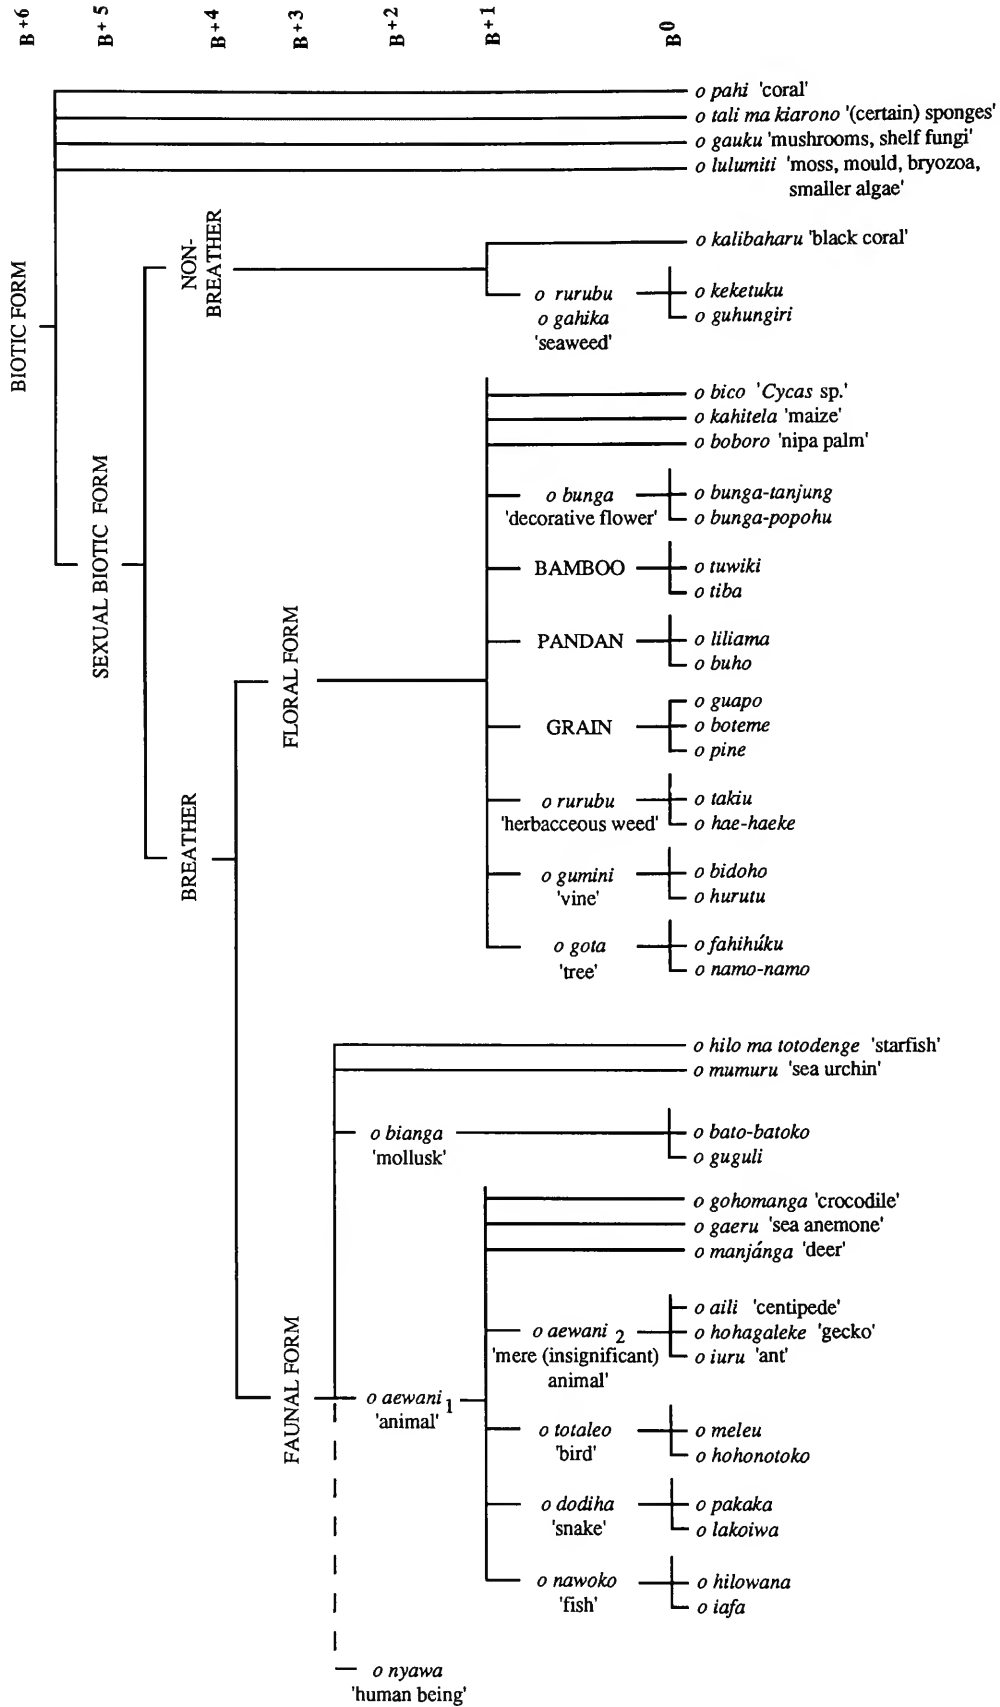 B+6
B+5
B+4
B+3
B+2
B+1
B0
BIOTIC FORM
SEXUAL BIOTIC FORM
NON-
BREATHER
BREATHER
FLORAL FORM
FAUNAL FORM
o pahi 'coral'
o tali ma kiarono '(certain) sponges'
o gauku 'mushrooms, shelf fungi'
o lulumiti 'moss, mould, bryozoa,
smaller algae'
o kalibaharu 'black coral'
o rurubu
o gahika
'seaweed'
o keketuku
o guhungiri
o bico 'Cycas sp.'
o kahitela 'maize'
o boboro 'nipa palm'
o bunga
'decorative flower'
o bunga-tanjung
o bunga-popohu
BAMBOO
o tuwiki
o tiba
PANDAN
o liliama
o buho
GRAIN
o guapo
o boteme
o pine
o rurubu
'herbacceous weed'
o takiu
o hae-haeke
o gumini
'vine'
o bidoho
o hurutu
o gota
'tree'
o fahihúku
o namo-namo
o hilo ma totodenge 'starfish'
o mumuru 'sea urchin'
o bianga
'mollusk'
o bato-batoko
o guguli
o aewani 1
'animal'
o gohomanga 'crocodile'
o gaeru 'sea anemone'
o manjánga 'deer'
o aewani 2
'mere (insignificant)
animal'
o aili 'centipede'
o hohagaleke 'gecko'
o iuru 'ant'
o totaleo
'bird'
o meleu
o hohonotoko
o dodiha
'snake'
o pakaka
o lakoiwa
o nawoko
'fish'
o hilowana
o iafa
o nyawa
'human being'